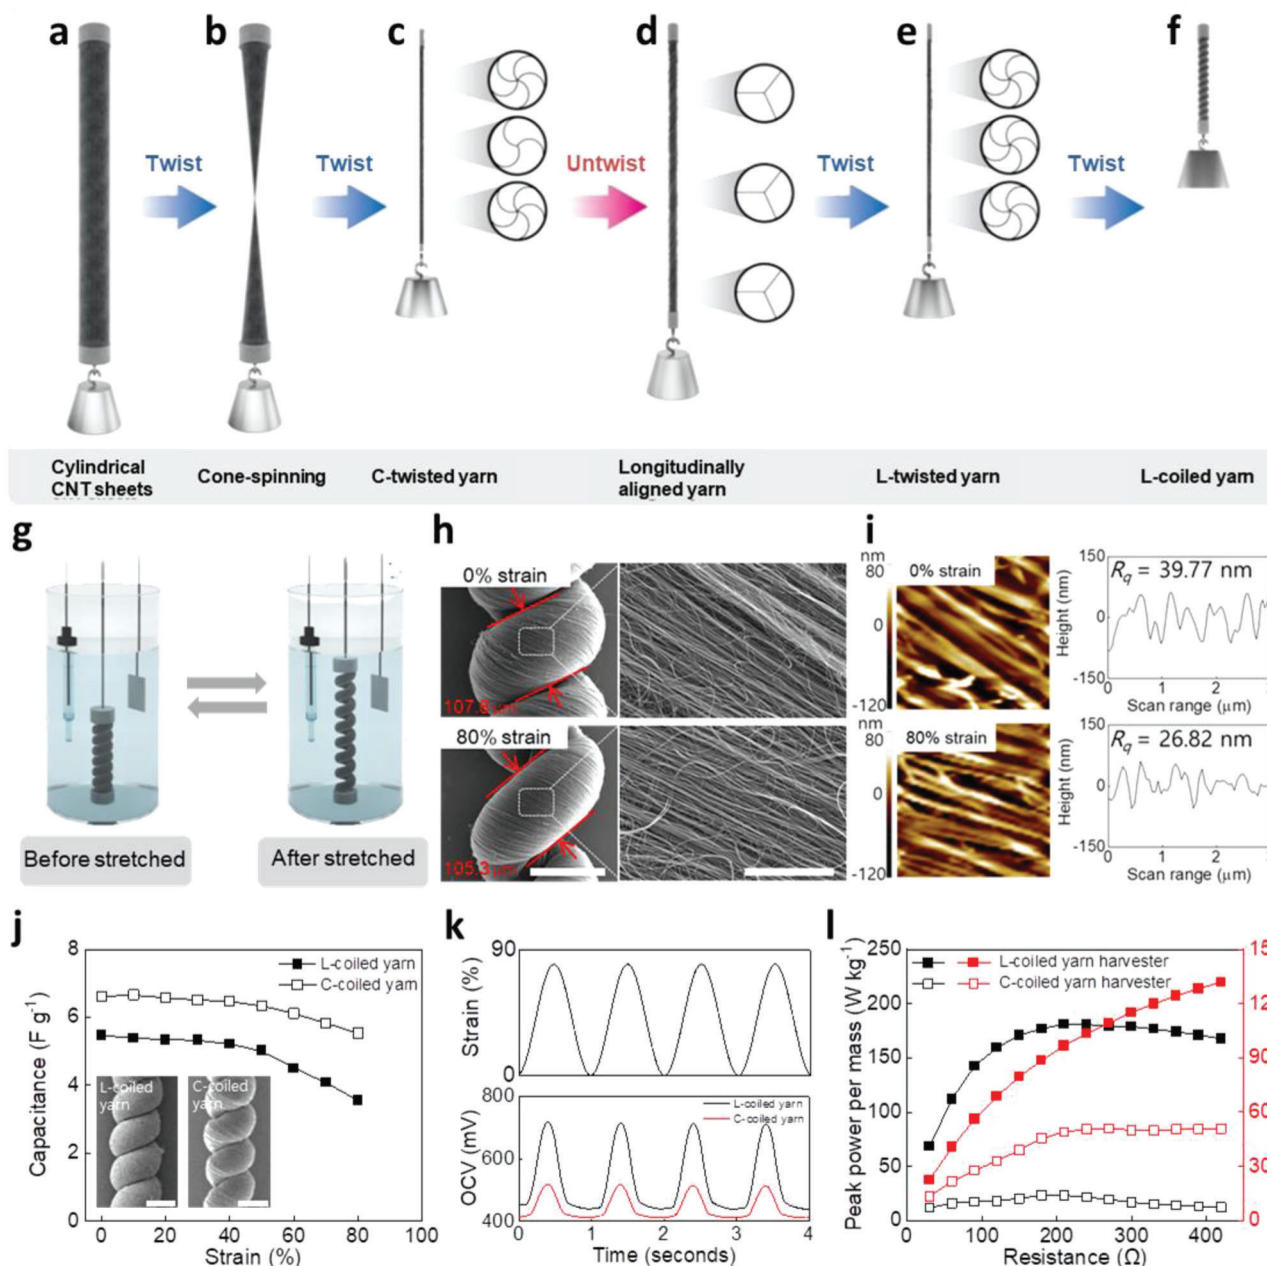 a
b
c
d
e
f
Twist
Twist
Untwist
Twist
Twist
Cylindrical
CNT sheets
Cone-spinning
C-twisted yarn
Longitudinally
aligned yarn
L-twisted yarn
L-coiled yarn
g
Before stretched
After stretched
h
0% strain
107.8 μm
80% strain
105.3 μm
i
nm
80
0
-120
0% strain
nm
80
0
-120
80% strain
150
0
-150
Height (nm)
Rq = 39.77 nm
0 1 2 3
Scan range (μm)
150
0
-150
Height (nm)
Rq = 26.82 nm
0 1 2 3
Scan range (μm)
j
Capacitance (F g-1)
8
6
4
2
0
L-coiled yarn
C-coiled yarn
L-coiled
yarn
C-coiled
yarn
0 20 40 60 80 100
Strain (%)
k
Strain (%)
90
0
OCV (mV)
800
600
400
L-coiled yarn
C-coiled yarn
0 1 2 3 4
Time (seconds)
l
Peak power per mass (W kg-1)
250
200
150
100
50
0
L-coiled yarn harvester
C-coiled yarn harvester
0 100 200 300 400
Resistance (Ω)